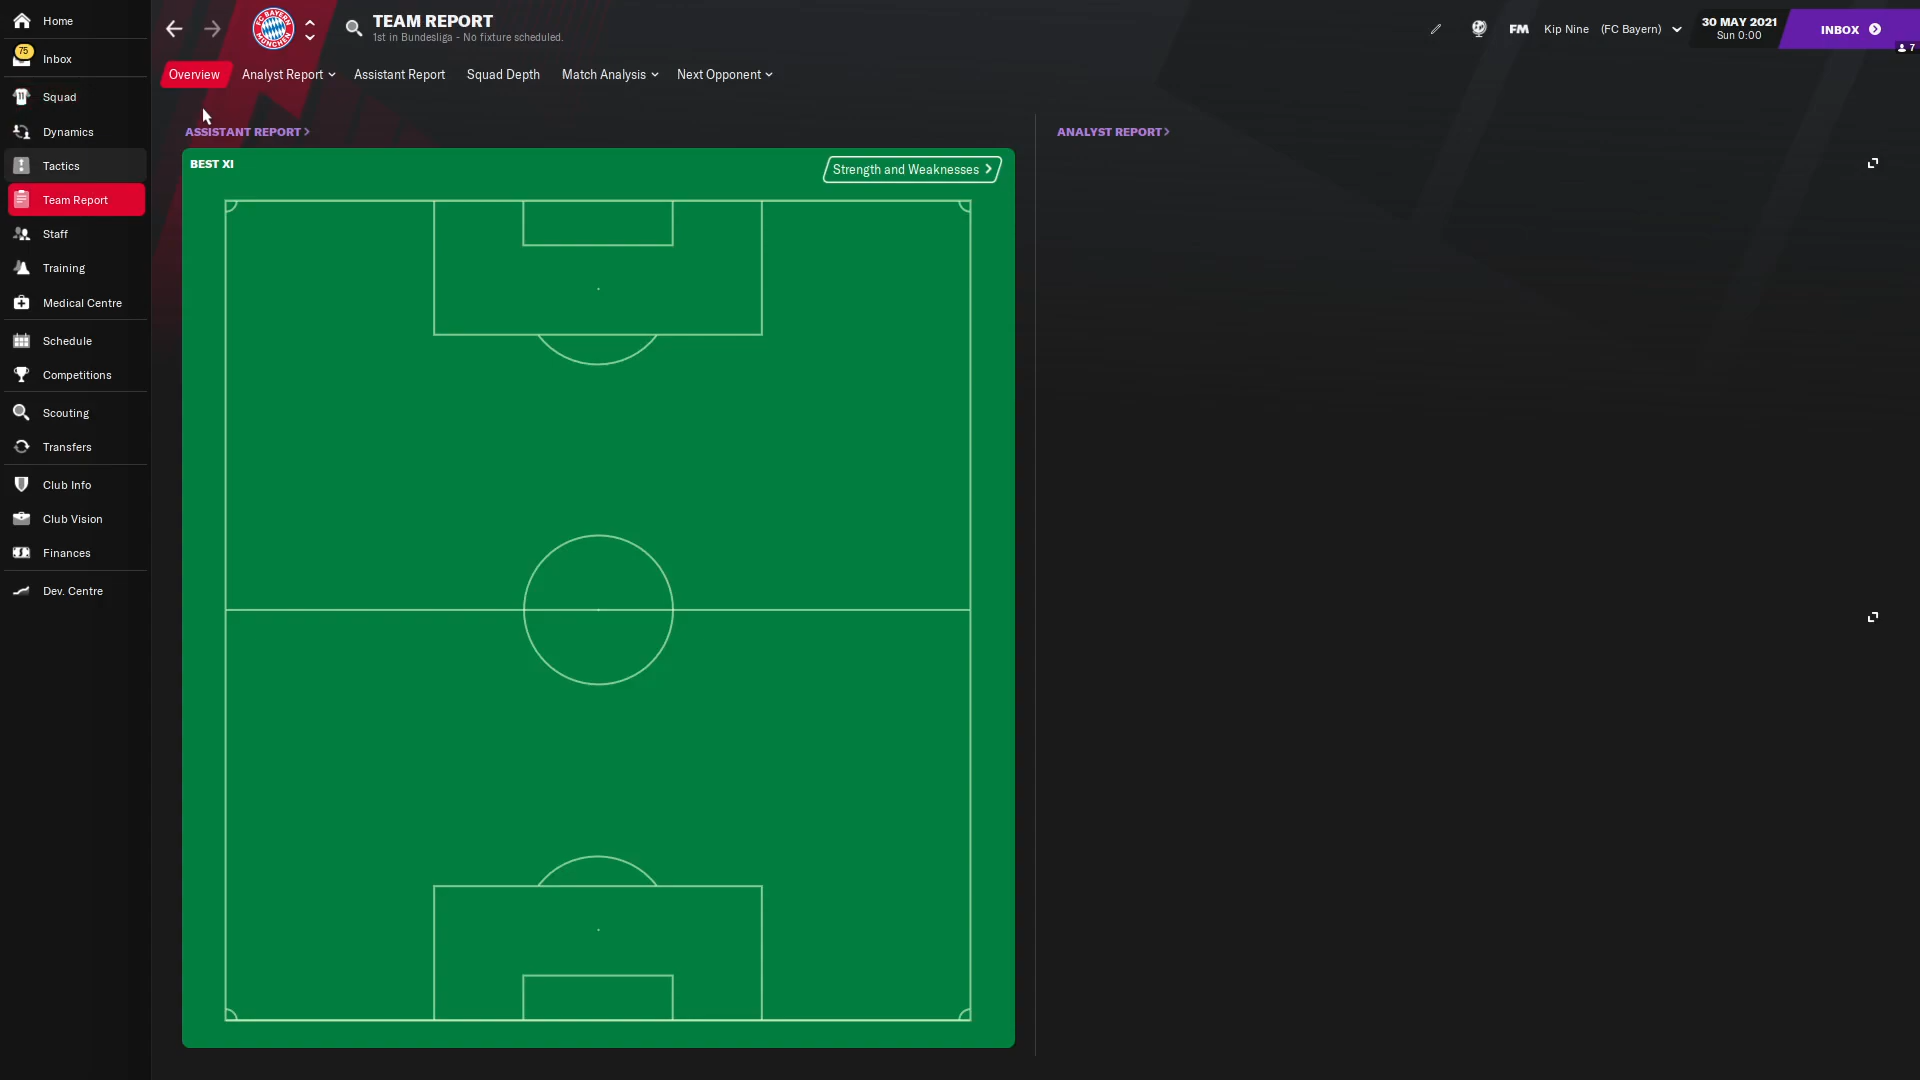 Home
75
Inbox
Squad
Dynamics
Tactics
Team Report
Staff
Training
Medical Centre
Schedule
Competitions
Scouting
Transfers
Club Info
Club Vision
Finances
Dev. Centre
FC BAYERN
MÜNCHEN
TEAM REPORT
1st in Bundesliga - No fixture scheduled.
FM
Kip Nine (FC Bayern)
30 MAY 2021
Sun 0:00
INBOX
7
Overview
Analyst Report
Assistant Report
Squad Depth
Match Analysis
Next Opponent
ASSISTANT REPORT
BEST XI
Strength and Weaknesses
ANALYST REPORT